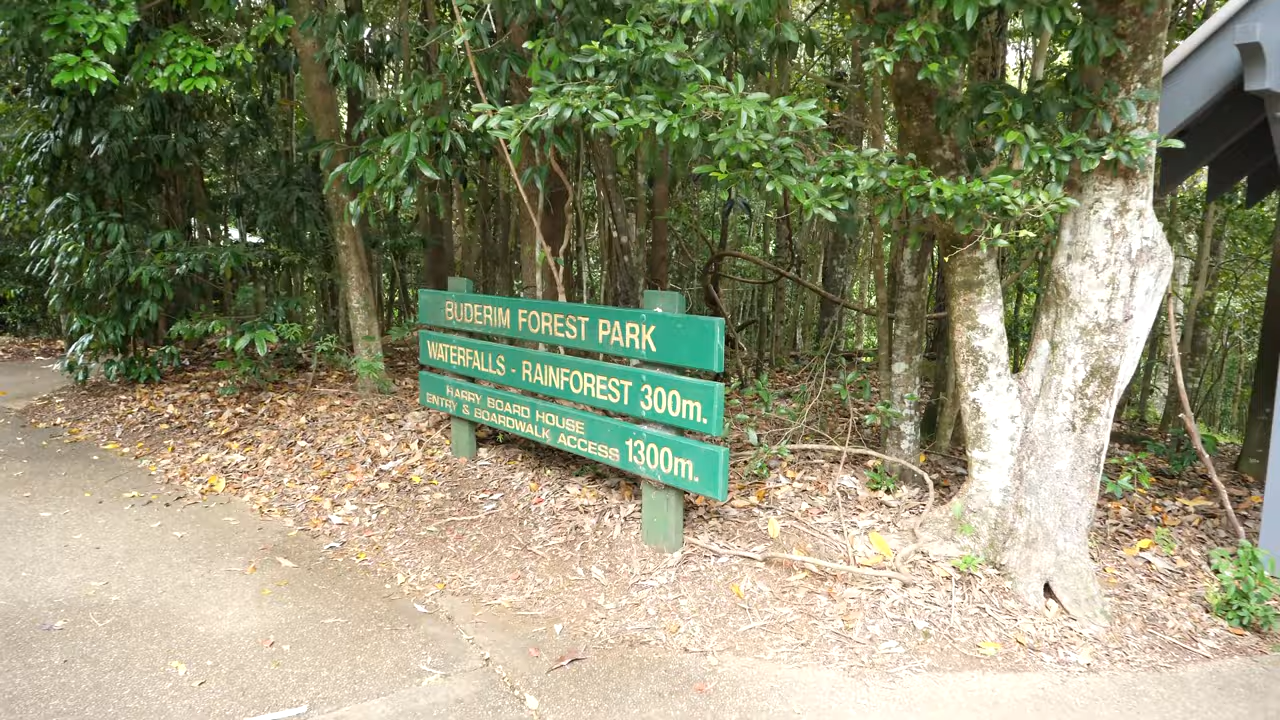 BUDERIM FOREST PARK
WATERFALLS - RAINFOREST 300m.
HARRY BOARD HOUSE
ENTRY & BOARDWALK ACCESS 1300m.